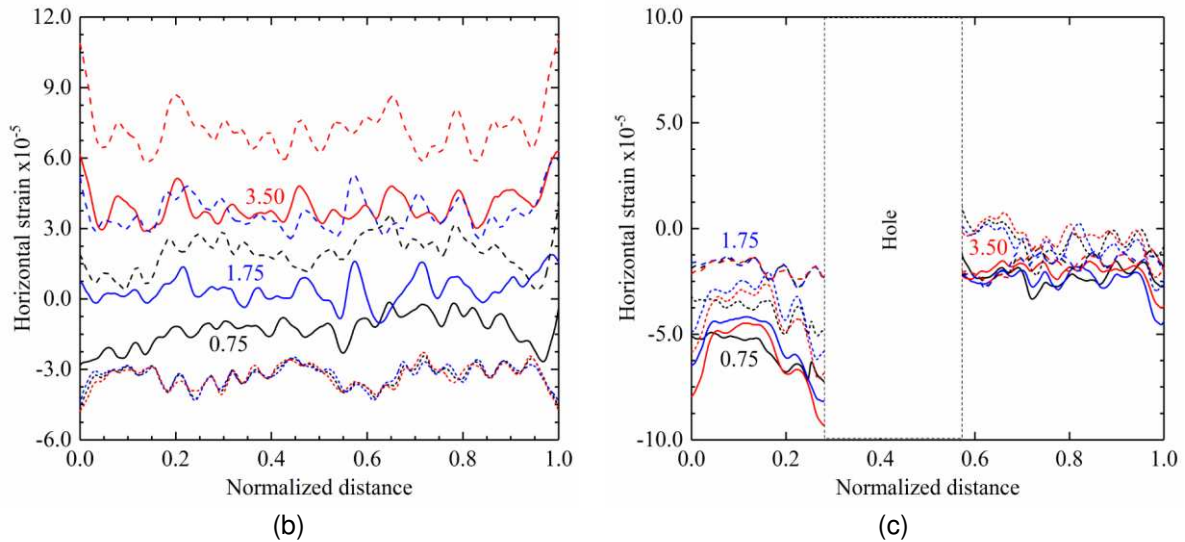 12.0
9.0
6.0
3.0
0.0
-3.0
-6.0
Horizontal strain x10-5
3.50
1.75
0.75
0.0 0.2 0.4 0.6 0.8 1.0
Normalized distance
(b)
10.0
5.0
0.0
-5.0
-10.0
Horizontal strain x10-5
1.75
0.75
Hole
3.50
0.0 0.2 0.4 0.6 0.8 1.0
Normalized distance
(c)